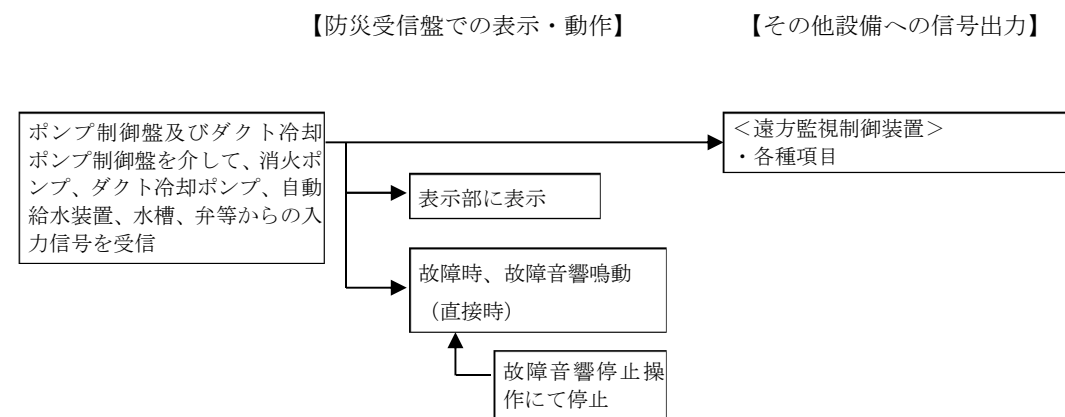 【防災受信盤での表示・動作】
【その他設備への信号出力】
ポンプ制御盤及びダクト冷却
ポンプ制御盤を介して、消火ポ
ンプ、ダクト冷却ポンプ、自動
給水装置、水槽、弁等からの入
力信号を受信
＜遠方監視制御装置＞
・各種項目
表示部に表示
故障時、故障音響鳴動
（直接時）
故障音響停止操
作にて停止